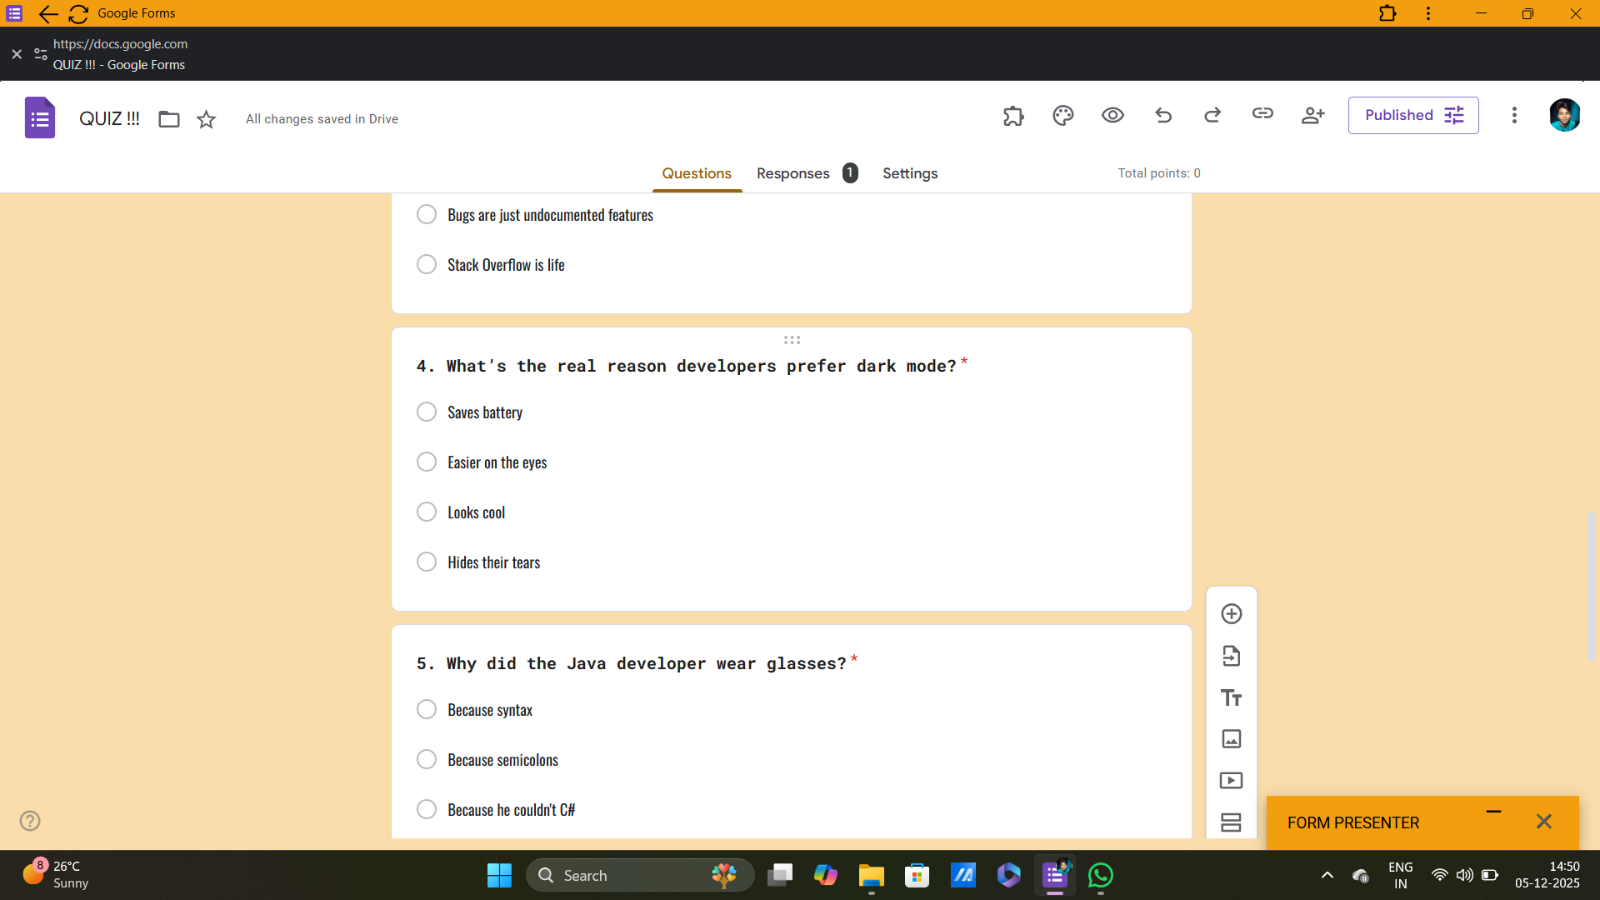 Google Forms
https://docs.google.com
QUIZ !!! - Google Forms
QUIZ !!!
All changes saved in Drive
Published
Questions
Responses 1
Settings
Total points: 0
Bugs are just undocumented features
Stack Overflow is life
4. What’s the real reason developers prefer dark mode? *
Saves battery
Easier on the eyes
Looks cool
Hides their tears
5. Why did the Java developer wear glasses? *
Because syntax
Because semicolons
Because he couldn't C#
Tт
FORM PRESENTER
8
26°C
Sunny
Search
ENG
IN
14:50
05-12-2025